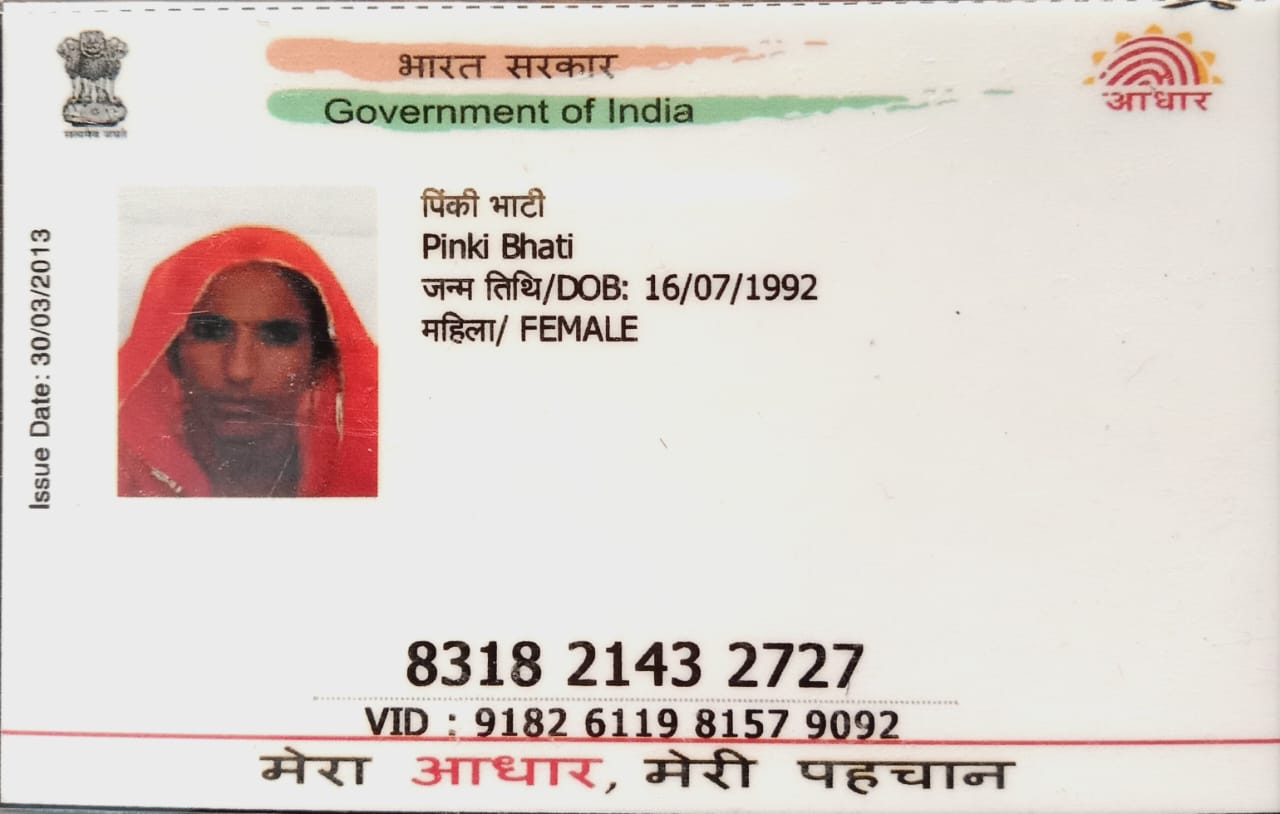 भारत सरकार
Government of India
आधार
सत्यमेव जयते
Issue Date: 30/03/2013
पिंकी भाटी
Pinki Bhati
जन्म तिथि/DOB: 16/07/1992
महिला/ FEMALE
8318 2143 2727
VID : 9182 6119 8157 9092
मेरा आधार, मेरी पहचान